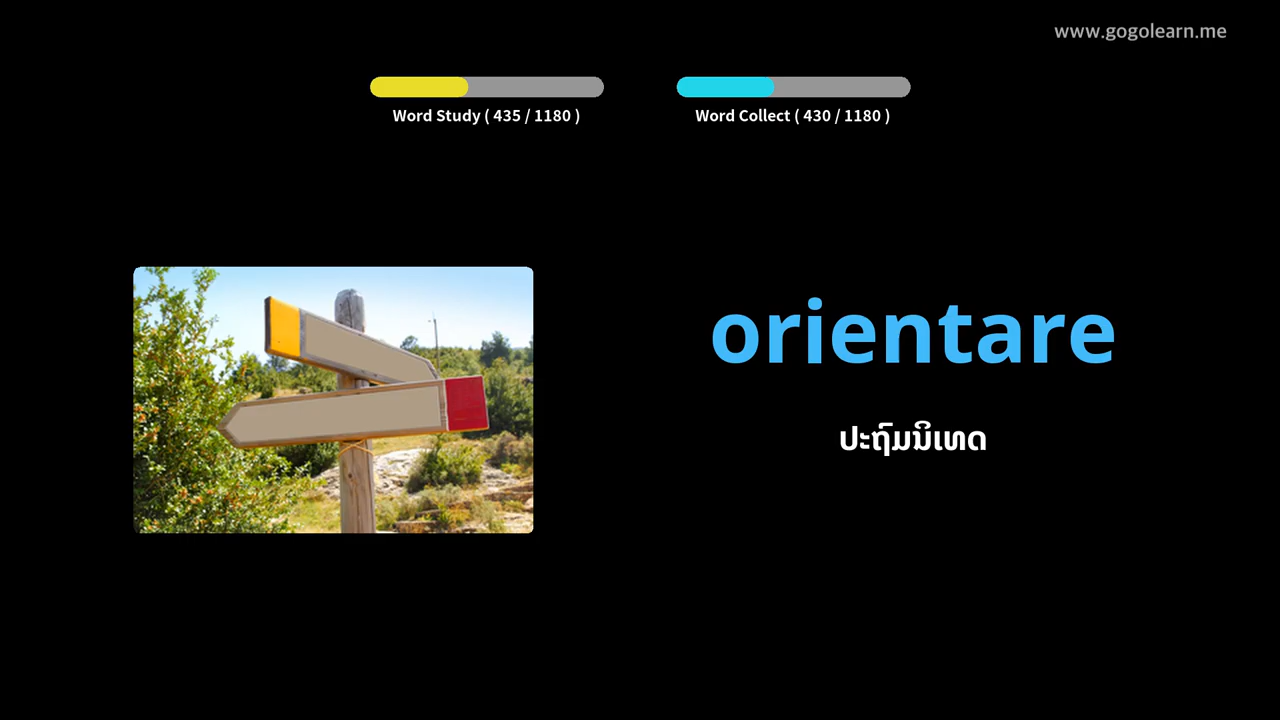 www.gogolearn.me
Word Study ( 435 / 1180 )
Word Collect ( 430 / 1180 )
orientare
ປະຖົມນິເທດ